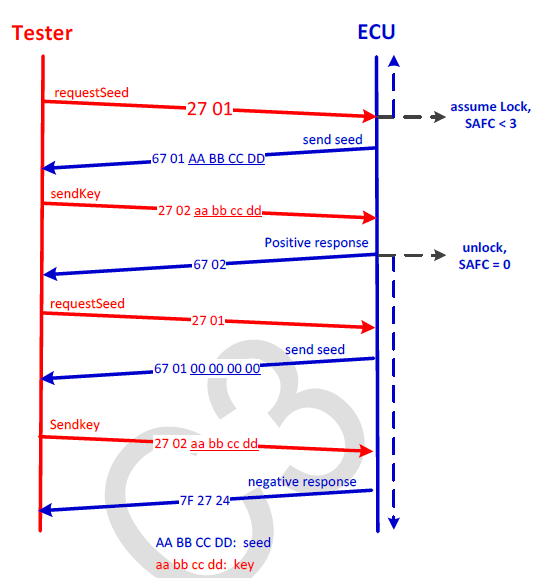 Tester
ECU
requestSeed
27 01
assume Lock,
SAFC < 3
send seed
67 01 AA BB CC DD
sendKey
27 02 aa bb cc dd
Positive response
unlock,
SAFC = 0
67 02
requestSeed
27 01
send seed
67 01 00 00 00 00
Sendkey
27 02 aa bb cc dd
negative response
7F 27 24
AA BB CC DD: seed
aa bb cc dd: key